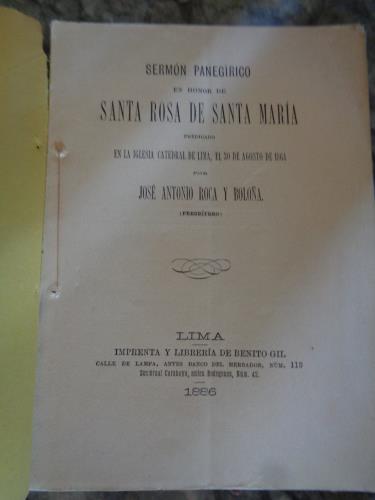 SERMÓN PANEGÍRICO
EN HONOR DE
SANTA ROSA DE SANTA MARÍA
PREDICADO
EN LA IGLESIA CATEDRAL DE LIMA, EL 30 DE AGOSTO DE 1864
POR
JOSÉ ANTONIO ROCA Y BOLOÑA.
(PRESBÍTERO)
LIMA
IMPRENTA Y LIBRERÍA DE BENITO GIL
CALLE DE LAMPA, ANTES BANCO DEL HERRADOR, NÚM. 113
Sucursal Carabaya, antes Bodegones, Núm. 42.
1886